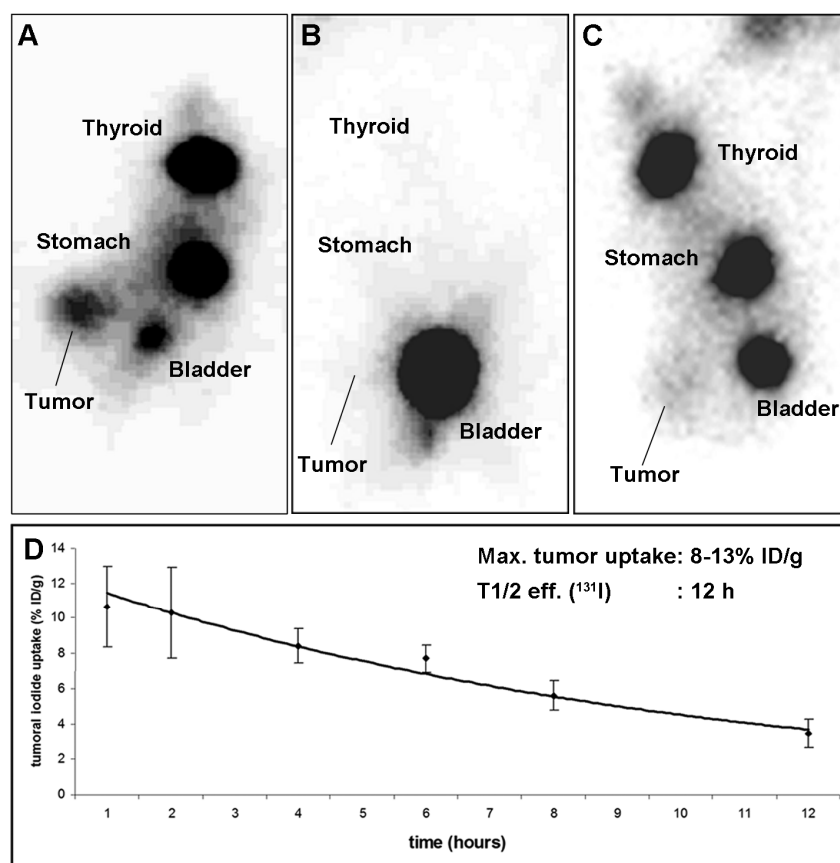 A
Thyroid
Stomach
Bladder
Tumor
B
Thyroid
Stomach
Bladder
Tumor
C
Thyroid
Stomach
Bladder
Tumor
D
Max. tumor uptake: 8-13% ID/g
T1/2 eff. (¹³¹I) : 12 h
tumoral iodide uptake (% ID/g)
14
12
10
8
6
4
2
0
1 2 3 4 5 6 7 8 9 10 11 12
time (hours)